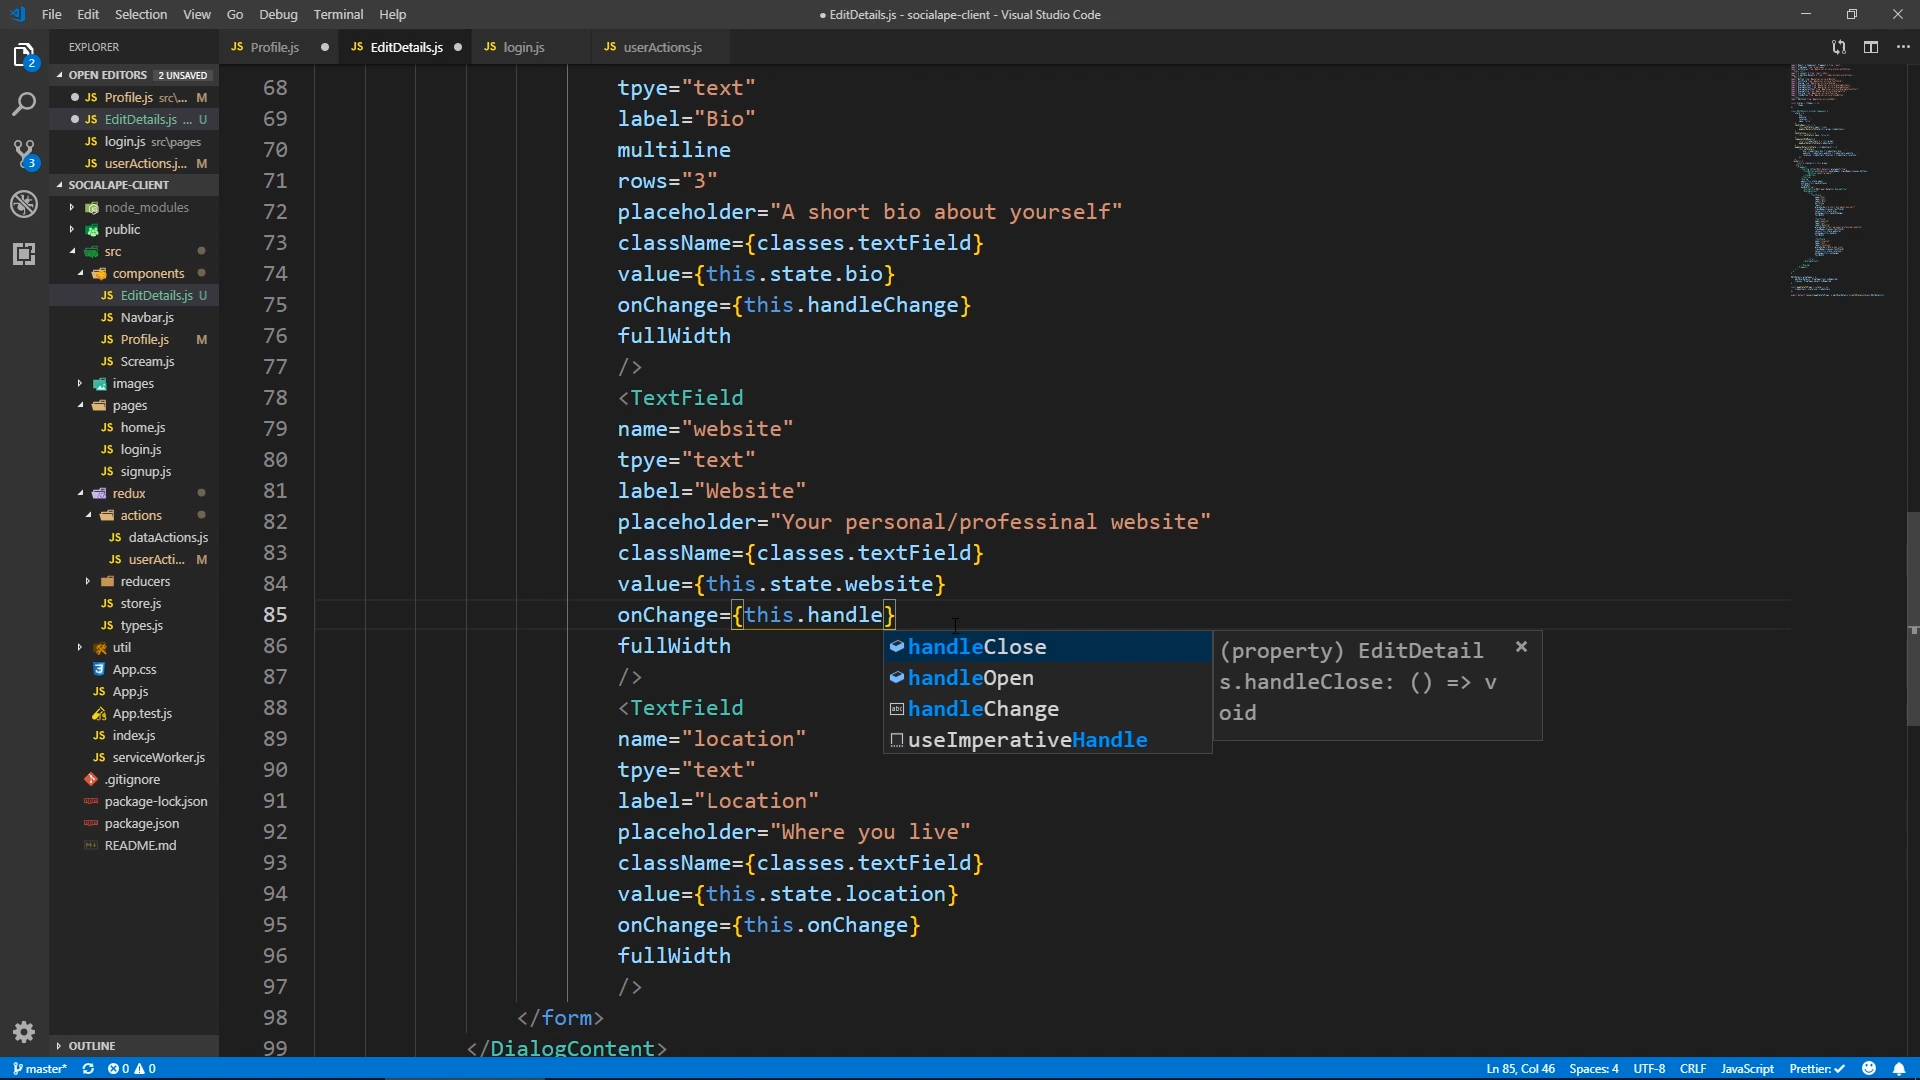 File Edit Selection View Go Debug Terminal Help
● EditDetails.js - socialape-client - Visual Studio Code
EXPLORER
JS Profile.js ●
JS EditDetails.js ●
JS login.js
JS userActions.js
OPEN EDITORS 2 UNSAVED
● JS Profile.js src\... M
● JS EditDetails.js ... U
JS login.js src\pages
JS userActions.j... M
SOCIALAPE-CLIENT
node_modules
public
src
components
JS EditDetails.js U
JS Navbar.js
JS Profile.js M
JS Scream.js
images
pages
JS home.js
JS login.js
JS signup.js
redux
actions
JS dataActions.js
JS userActi... M
reducers
JS store.js
JS types.js
util
App.css
JS App.js
App.test.js
JS index.js
JS serviceWorker.js
.gitignore
package-lock.json
package.json
README.md
OUTLINE
2
3
68 tpye="text"
69 label="Bio"
70 multiline
71 rows="3"
72 placeholder="A short bio about yourself"
73 className={classes.textField}
74 value={this.state.bio}
75 onChange={this.handleChange}
76 fullWidth
77 />
78 <TextField
79 name="website"
80 tpye="text"
81 label="Website"
82 placeholder="Your personal/professinal website"
83 className={classes.textField}
84 value={this.state.website}
85 onChange={this.handle}
86 fullWidth
87 />
88 <TextField
89 name="location"
90 tpye="text"
91 label="Location"
92 placeholder="Where you live"
93 className={classes.textField}
94 value={this.state.location}
95 onChange={this.onChange}
96 fullWidth
97 />
98 </form>
99 </DialogContent>
handleClose
handleOpen
abc handleChange
useImperativeHandle
(property) EditDetail
s.handleClose: () => v
oid
master* 0 0
Ln 85, Col 46 Spaces: 4 UTF-8 CRLF JavaScript Prettier: ✓